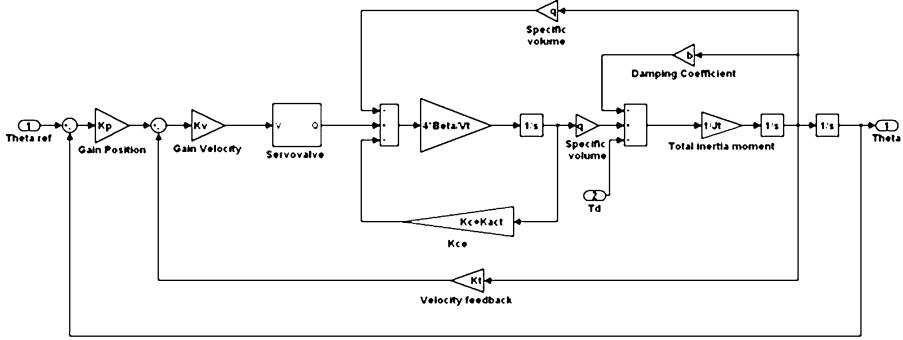 q
Specific
volume
b
Damping Coefficient
1
Theta ref
Kp
Gain Position
Kv
Gain Velocity
V Q
Servovalve
4*Beta/Vt
1/s
q
Specific
volume
1/Jt
Total inertia moment
1/s
1/s
1
Theta
2
Td
Kc+Kact
Kce
Kt
Velocity feedback